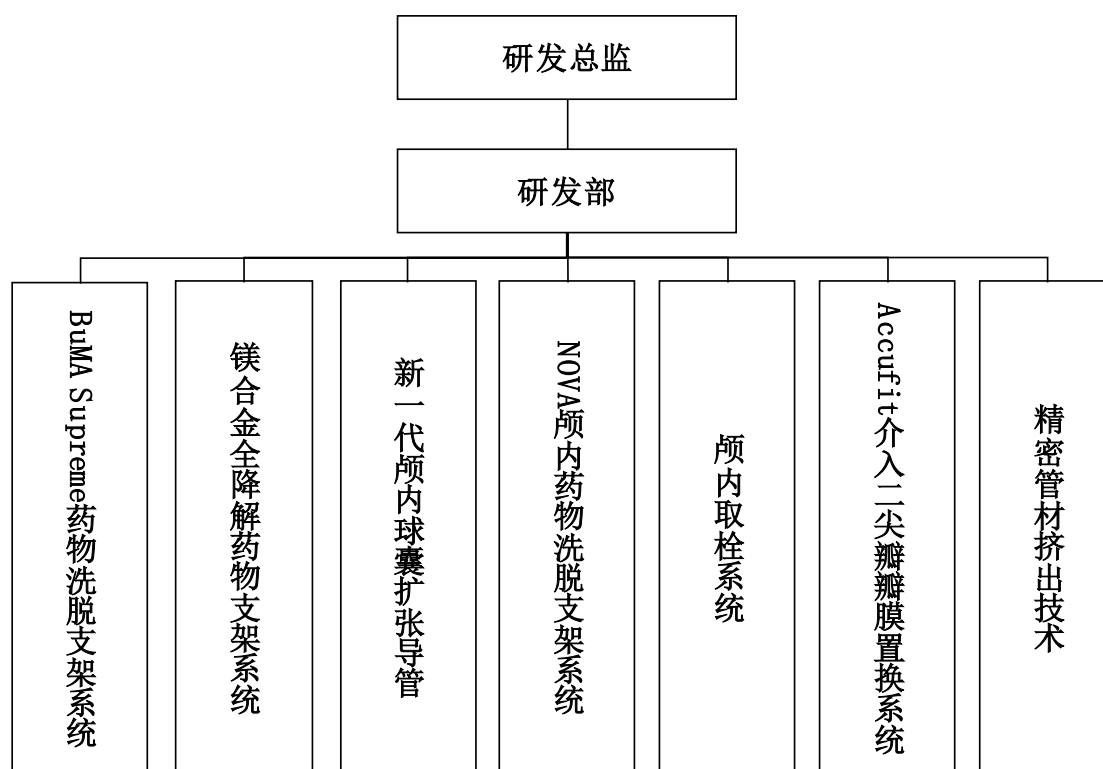 研发总监
研发部
BuMA Supreme药物洗脱支架系统
镁合金全降解药物支架系统
新一代颅内球囊扩张导管
NOVA颅内药物洗脱支架系统
颅内取栓系统
Accufit介入二尖瓣瓣膜置换系统
精密管材挤出技术